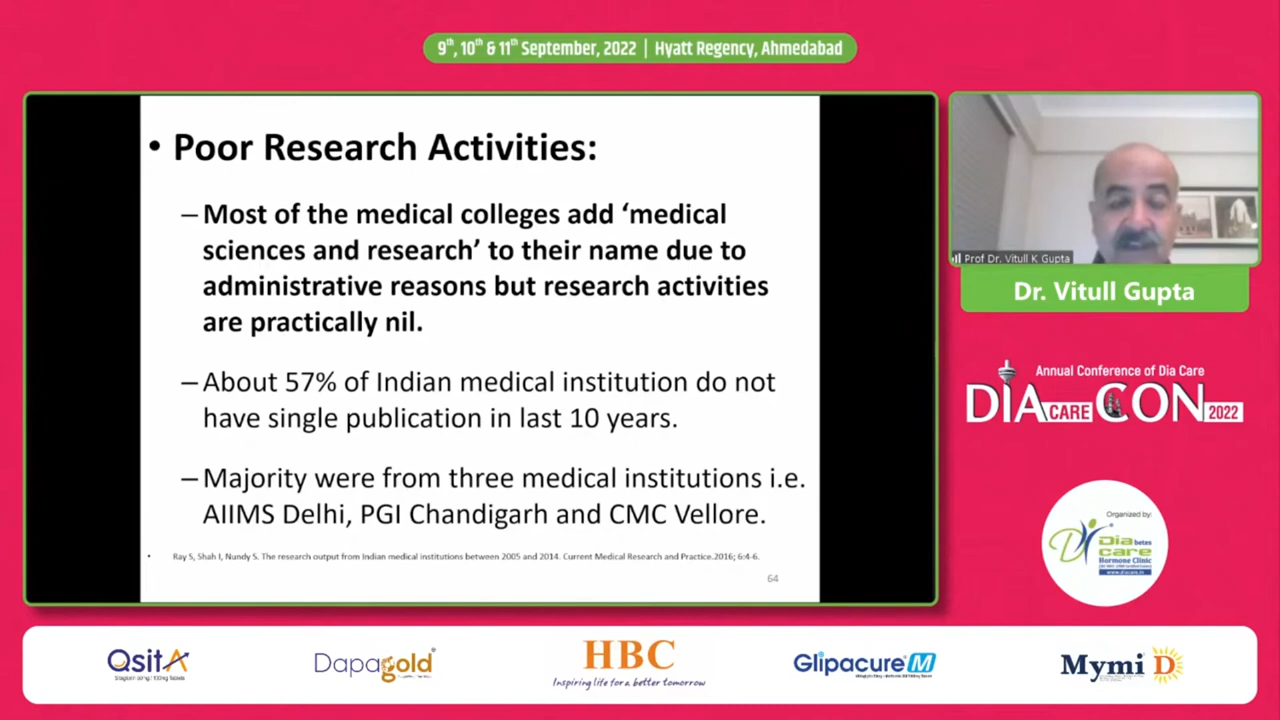 9th, 10th & 11th September, 2022 | Hyatt Regency, Ahmedabad
• Poor Research Activities:
– Most of the medical colleges add ‘medical
sciences and research’ to their name due to
administrative reasons but research activities
are practically nil.
– About 57% of Indian medical institution do not
have single publication in last 10 years.
– Majority were from three medical institutions i.e.
AIIMS Delhi, PGI Chandigarh and CMC Vellore.
• Ray S, Shah I, Nundy S. The research output from Indian medical institutions between 2005 and 2014. Current Medical Research and Practice.2016; 6:4-6.
64
Prof Dr. Vitull K Gupta
Dr. Vitull Gupta
Annual Conference of Dia Care
DIA CARE CON 2022
Organized by:
Diabetes
care
Hormone Clinic
www.diacare.in
QsitA
Dapagold
HBC
Inspiring life for a better tomorrow
Glipacure M
Mymi D